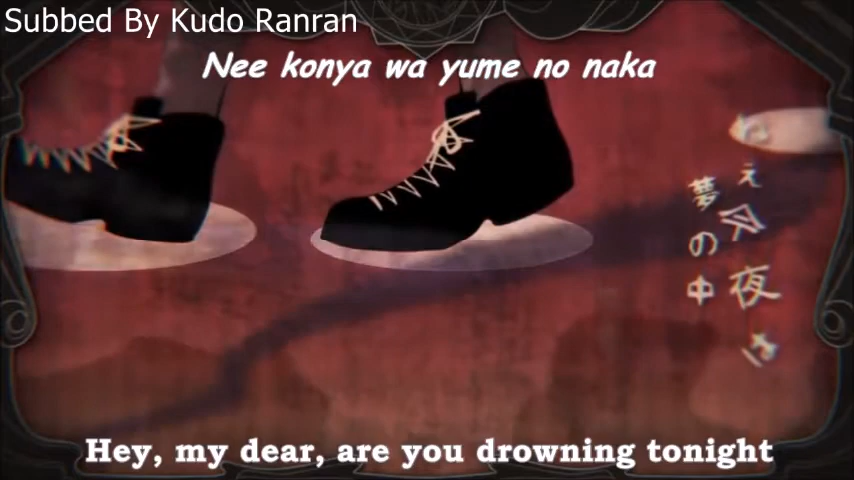 Subbed By Kudo Ranran
Nee konya wa yume no naka
ねえ今夜は
夢の中
Hey, my dear, are you drowning tonight